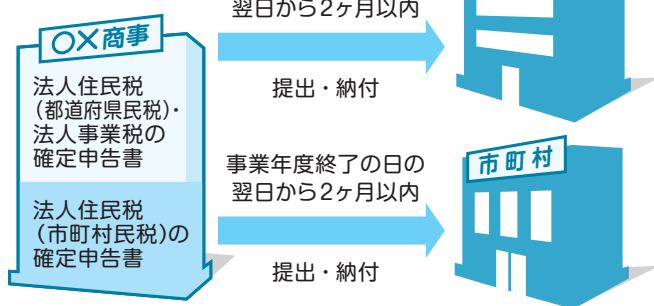 翌日から2ヶ月以内
○×商事
提出・納付
法人住民税
(都道府県民税)・
法人事業税の
確定申告書
事業年度終了の日の
翌日から2ヶ月以内
市町村
法人住民税
(市町村民税)の
確定申告書
提出・納付